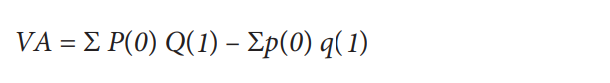 VA = Σ P(0) Q(1) – Σp(0) q(1)